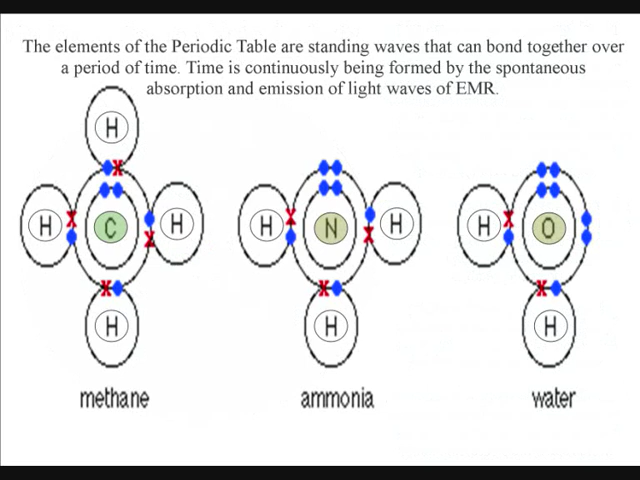 The elements of the Periodic Table are standing waves that can bond together over
a period of time. Time is continuously being formed by the spontaneous
absorption and emission of light waves of EMR.
H
H C H
H
H N H
H
H O
H
methane ammonia water